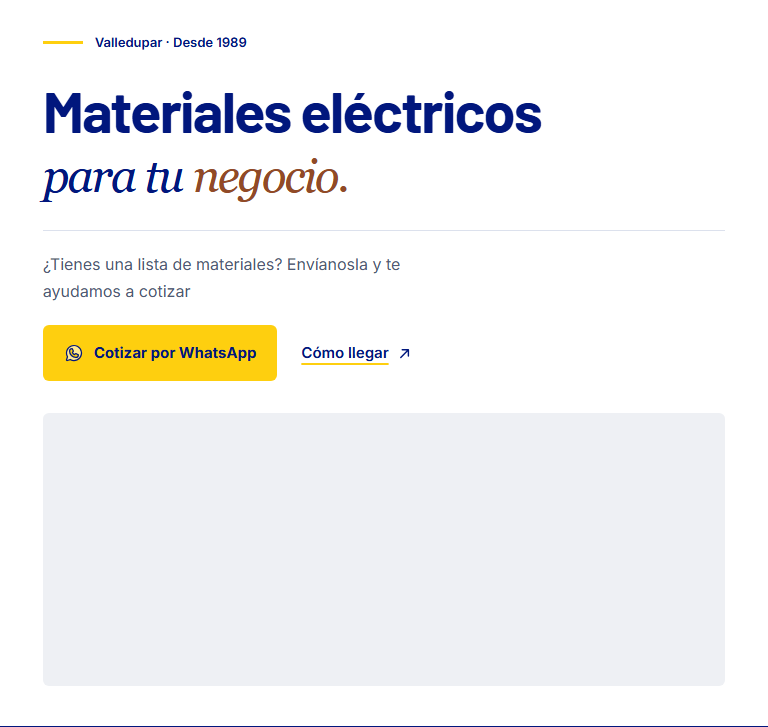 Valledupar · Desde 1989
Materiales eléctricos
para tu negocio.
¿Tienes una lista de materiales? Envíanosla y te
ayudamos a cotizar
Cotizar por WhatsApp
Cómo llegar